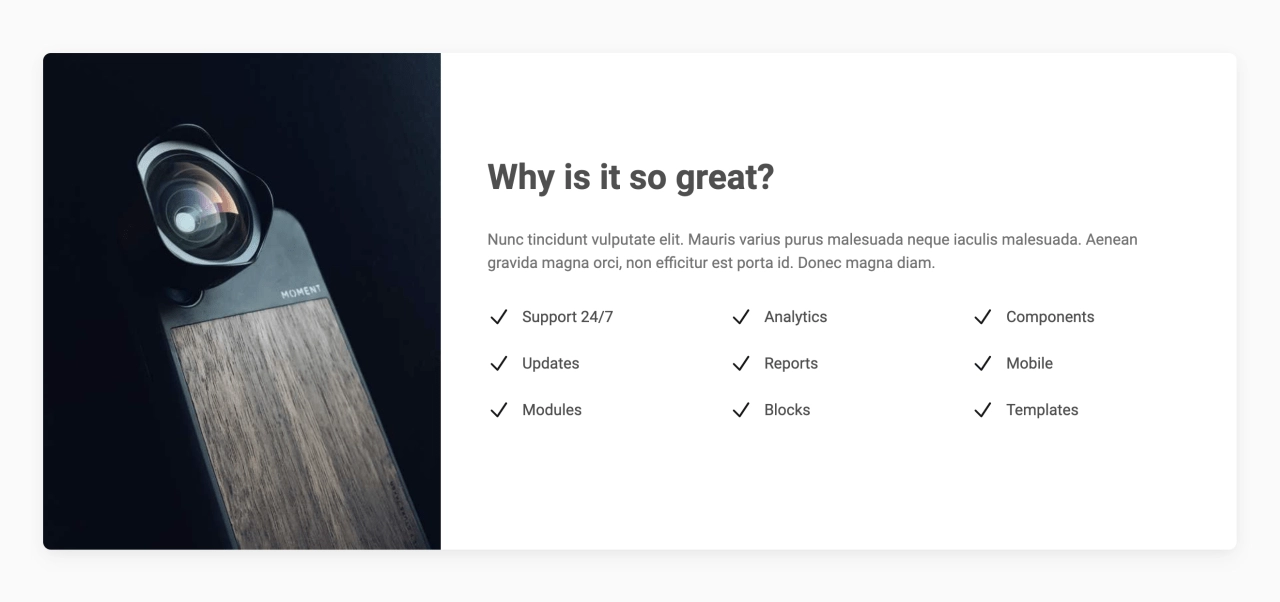 Why is it so great?
Nunc tincidunt vulputate elit. Mauris varius purus malesuada neque iaculis malesuada. Aenean
gravida magna orci, non efficitur est porta id. Donec magna diam.
Support 24/7
Analytics
Components
Updates
Reports
Mobile
Modules
Blocks
Templates
MOMENT